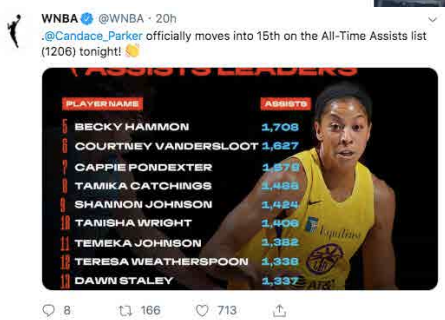 WNBA @WNBA · 20h
.@Candace_Parker officially moves into 15th on the All-Time Assists list
(1206) tonight! 👏
ASSISTS LEADERS
PLAYER NAME ASSISTS
5 BECKY HAMMON 1,708
6 COURTNEY VANDERSLOOT 1,627
7 CAPPIE PONDEXTER 1,578
8 TAMIKA CATCHINGS 1,488
9 SHANNON JOHNSON 1,424
10 TANISHA WRIGHT 1,406
11 TEMEKA JOHNSON 1,382
12 TERESA WEATHERSPOON 1,338
13 DAWN STALEY 1,337
Equitine
8 166 713